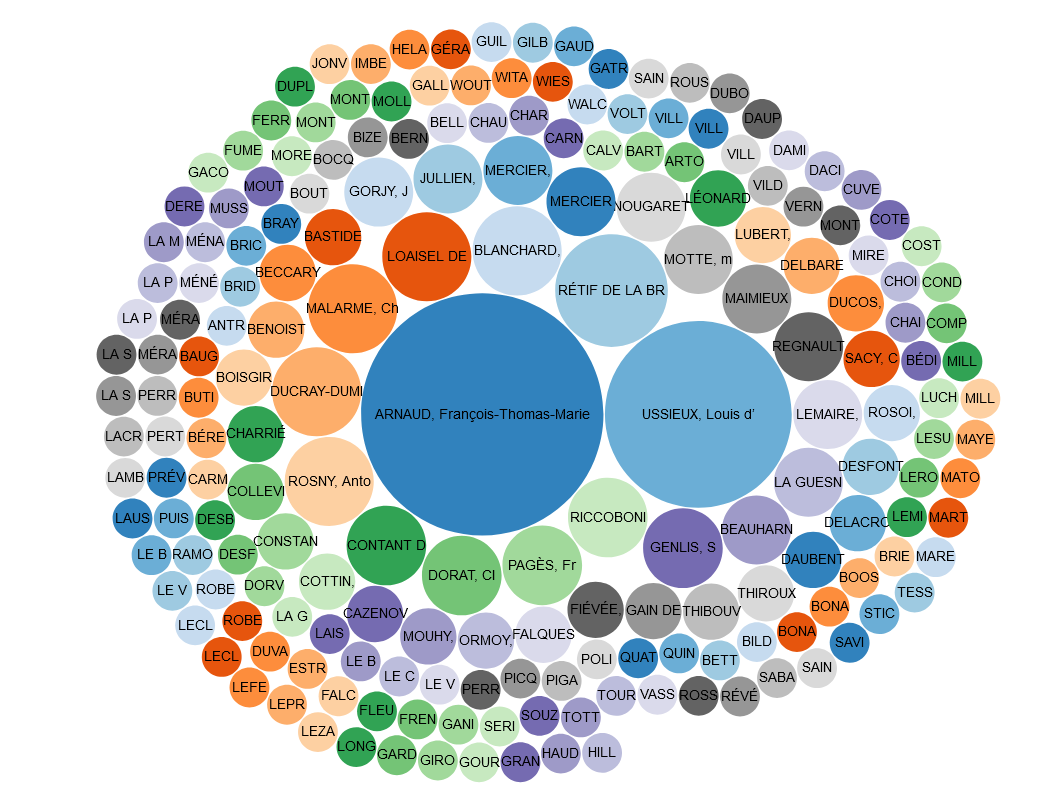 GUIL
GILB
GAUD
HELA
GÉRA
GATR
JONV
IMBE
SAIN
ROUS
DUBO
DUPL
GALL
WOUT
WITA
WIES
DAUP
MONT
MOLL
WALC
VOLT
VILL
VILL
FERR
MONT
BIZE
BERN
BELL
CHAU
CHAR
CARN
CALV
BART
ARTO
VILL
DAMI
FUME
MORE
BOCQ
DACI
GACO
MOUT
BOUT
GORJY, J
JULLIEN,
MERCIER,
MERCIER
NOUGARET
LÉONARD
VILD
CUVE
DERE
MUSS
BRAY
BASTIDE
VERN
MONT
COTE
LA M
MÉNA
BRIC
LOAISEL DE
BLANCHARD,
MOTTE, m
LUBERT,
DELBARE
MIRE
COST
LA P
MÉNÉ
BRID
BECCARY
MALARME, Ch
RÉTIF DE LA BR
MAIMIEUX
DUCOS,
CHOI
COND
LA P
MÉRA
ANTR
BENOIST
CHAI
COMP
LA S
MÉRA
BAUG
BOISGIR
REGNAULT
SACY, C
BÉDI
MILL
LA S
PERR
BUTI
DUCRAY-DUMI
LUCH
MILL
ARNAUD, François-Thomas-Marie
USSIEUX, Louis d’
LEMAIRE,
ROSOI,
LACR
PERT
BÉRE
CHARRIÉ
LESU
MAYE
LAMB
PRÉV
CARM
COLLEVI
ROSNY, Anto
LA GUESN
DESFONT
LERO
MATO
LAUS
PUIS
DESB
RICCOBONI
BEAUHARN
DELACRO
LEMI
MART
LE B
RAMO
DESF
CONSTAN
CONTANT D
GENLIS, S
DAUBENT
BRIE
MARE
LE V
ROBE
DORV
COTTIN,
DORAT, Cl
PAGÈS, Fr
THIROUX
BOOS
TESS
LECL
ROBE
LA G
CAZENOV
FIÉVÉE,
GAIN DE
THIBOUV
BONA
STIC
LAIS
MOUHY,
ORMOY,
FALQUES
BILD
BONA
SAVI
LECL
DUVA
ESTR
LE B
POLI
QUAT
QUIN
BETT
SABA
SAIN
LEFE
LEPR
FALC
LE C
LE V
PERR
PICQ
PIGA
TOUR
VASS
ROSS
RÉVÉ
LEZA
FLEU
FREN
GANI
SERI
SOUZ
TOTT
LONG
GARD
GIRO
GOUR
GRAN
HAUD
HILL